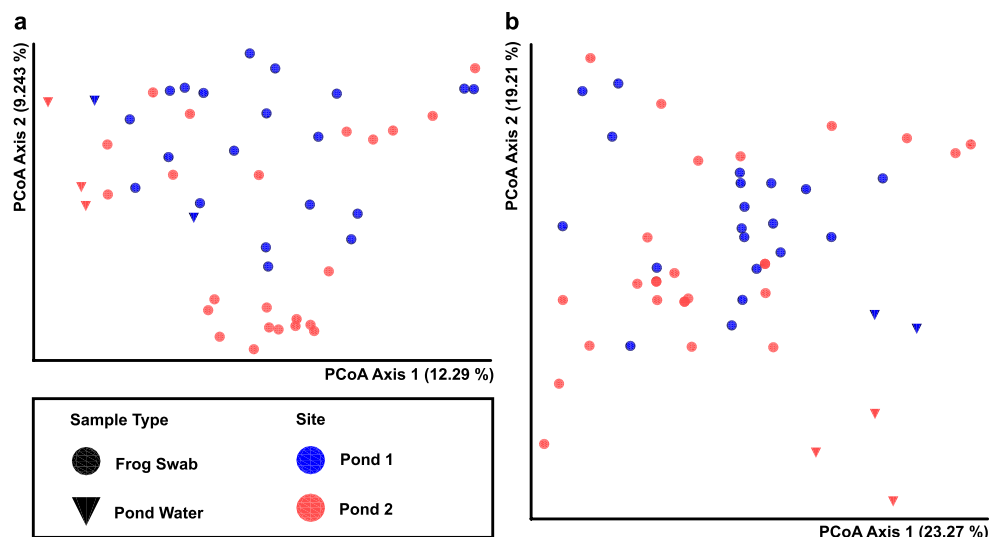 a
PCoA Axis 2 (9.243 %)
PCoA Axis 1 (12.29 %)
Sample Type
Site
Frog Swab
Pond 1
Pond Water
Pond 2
b
PCoA Axis 2 (19.21 %)
PCoA Axis 1 (23.27 %)